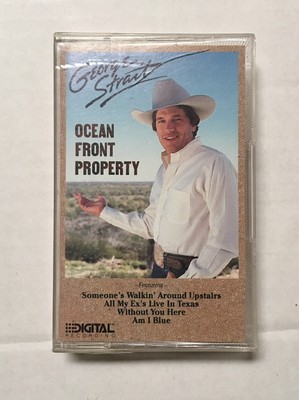 George
Strait
OCEAN
FRONT
PROPERTY
Featuring
Someone's Walkin' Around Upstairs
All My Ex's Live In Texas
Without You Here
Am I Blue
DIGITAL
RECORDING